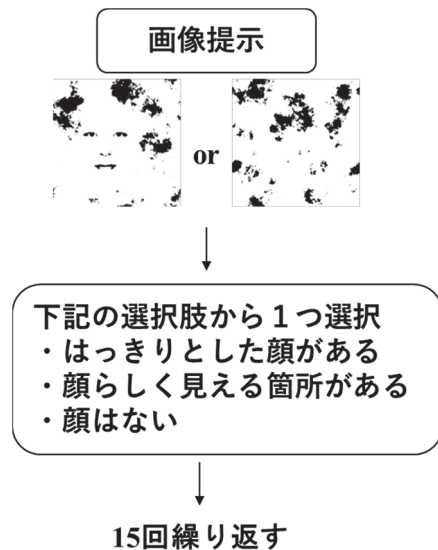 画像提示
or
下記の選択肢から１つ選択
・はっきりとした顔がある
・顔らしく見える箇所がある
・顔はない
15回繰り返す